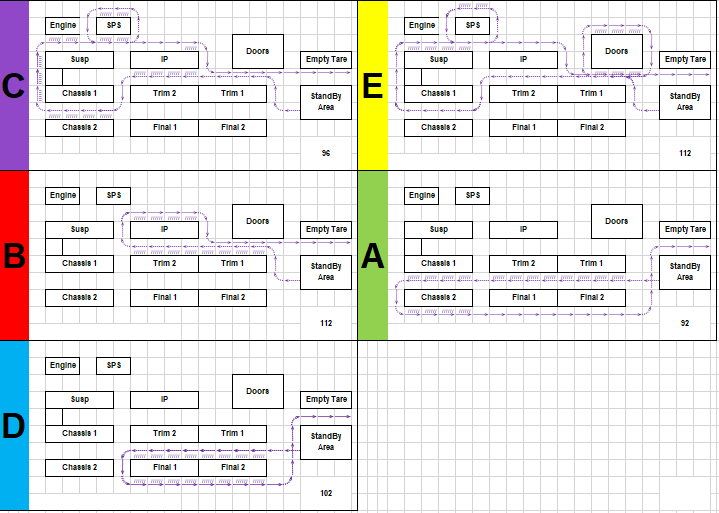 C
Engine SPS
Doors
Susp IP Empty Tare
Chassis 1 Trim 2 Trim 1 StandBy
Area
Chassis 2 Final 1 Final 2
96
E
Engine SPS
Doors
Susp IP Empty Tare
Chassis 1 Trim 2 Trim 1 StandBy
Area
Chassis 2 Final 1 Final 2
112
B
Engine SPS
Doors
Susp IP Empty Tare
Chassis 1 Trim 2 Trim 1 StandBy
Area
Chassis 2 Final 1 Final 2
112
A
Engine SPS
Doors
Susp IP Empty Tare
Chassis 1 Trim 2 Trim 1 StandBy
Area
Chassis 2 Final 1 Final 2
92
D
Engine SPS
Doors
Susp IP Empty Tare
Chassis 1 Trim 2 Trim 1 StandBy
Area
Chassis 2 Final 1 Final 2
102